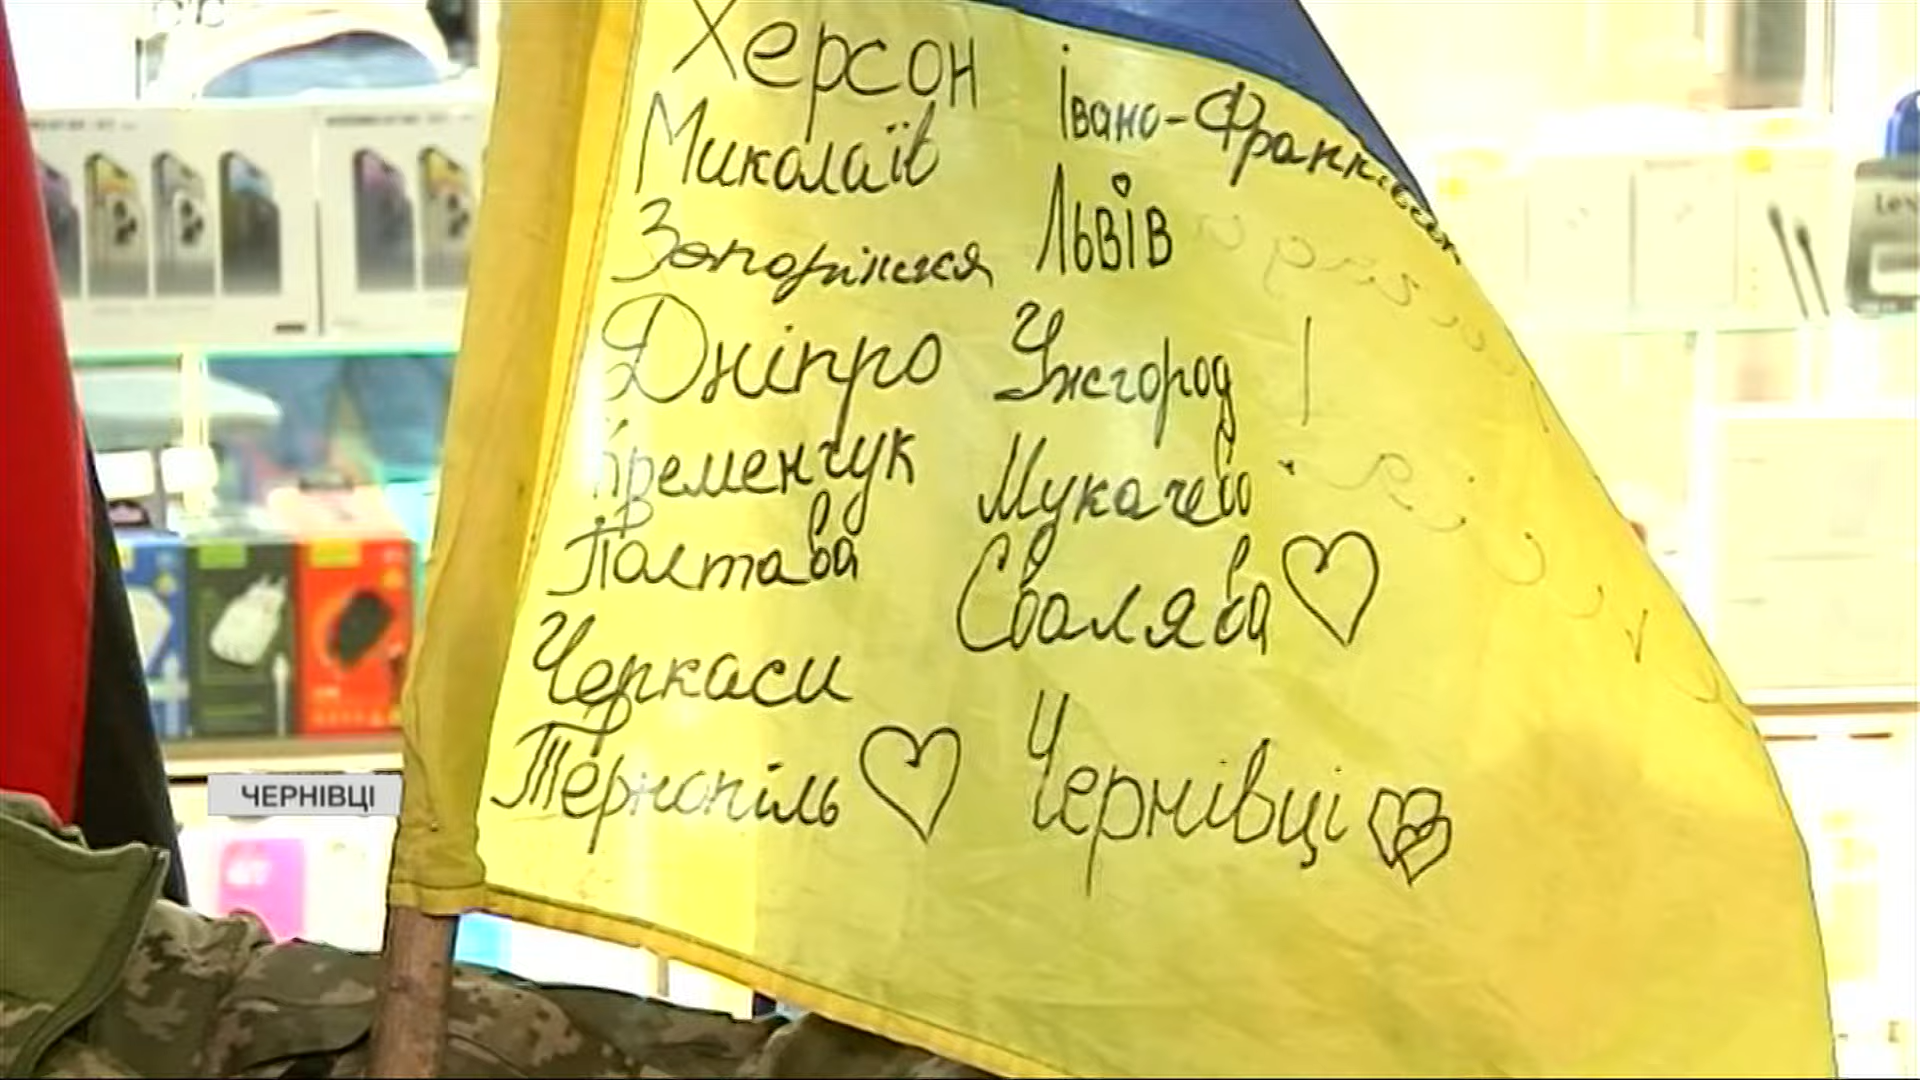 Херсон
Миколаїв
Запоріжжя
Дніпро
Кременчук
Полтава
Черкаси
Тернопіль
Івано-Франківськ
Львів
Ужгород
Мукачево
Свалява
Чернівці
ЧЕРНІВЦІ